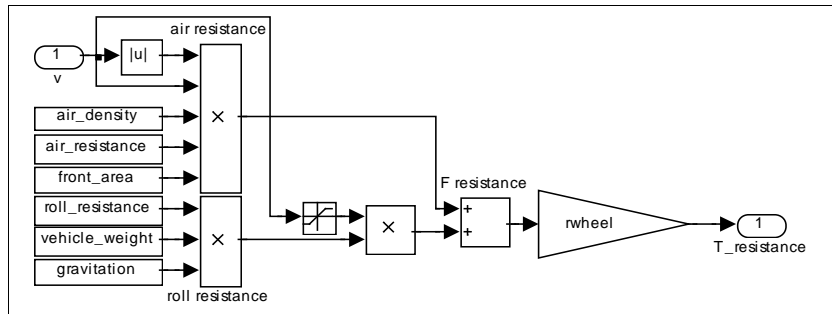 air resistance
1
|u|
v
×
air_density
air_resistance
front_area
F resistance
roll_resistance
+
+
vehicle_weight
×
×
rwheel
1
gravitation
T_resistance
roll resistance